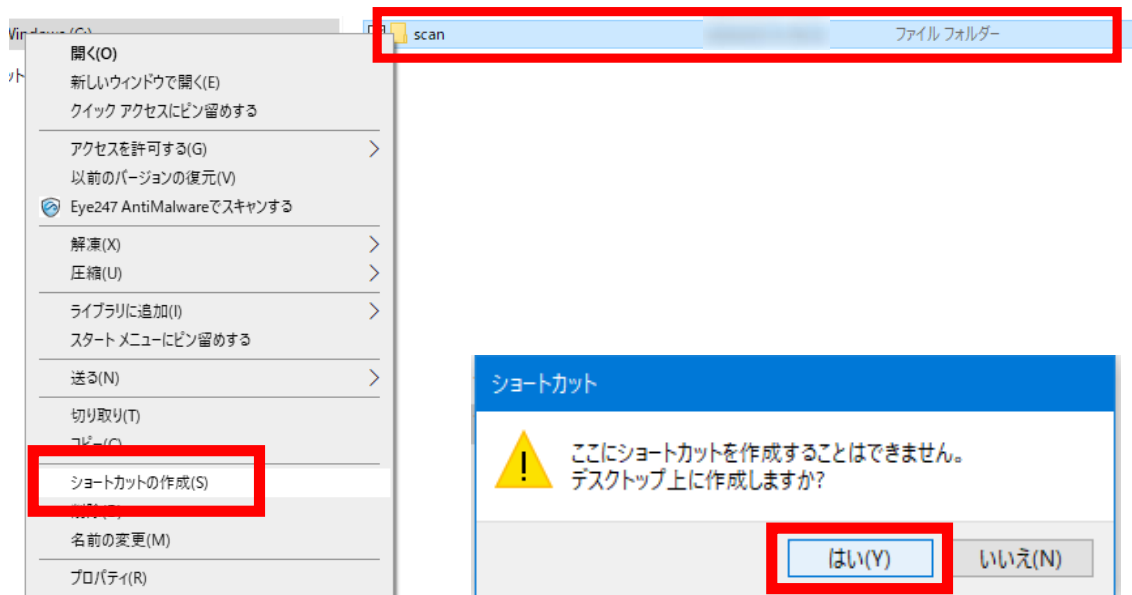 Windows (C:)
scan
ファイル フォルダー
開く(O)
新しいウィンドウで開く(E)
クイック アクセスにピン留めする
アクセスを許可する(G)
以前のバージョンの復元(V)
Eye247 AntiMalwareでスキャンする
解凍(X)
圧縮(U)
ライブラリに追加(I)
スタート メニューにピン留めする
送る(N)
切り取り(T)
コピー(C)
ショートカットの作成(S)
名前の変更(M)
プロパティ(R)
ショートカット
ここにショートカットを作成することはできません。
デスクトップ上に作成しますか?
はい(Y)
いいえ(N)